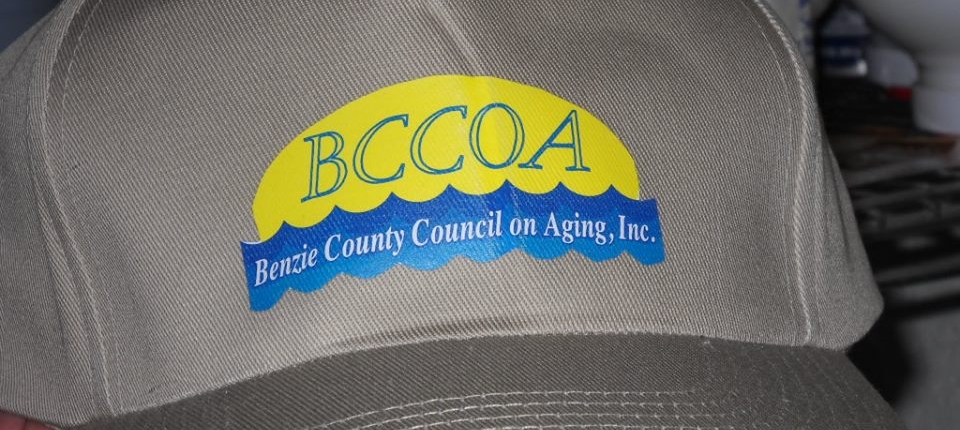 BCCOA
Benzie County Council on Aging, Inc.